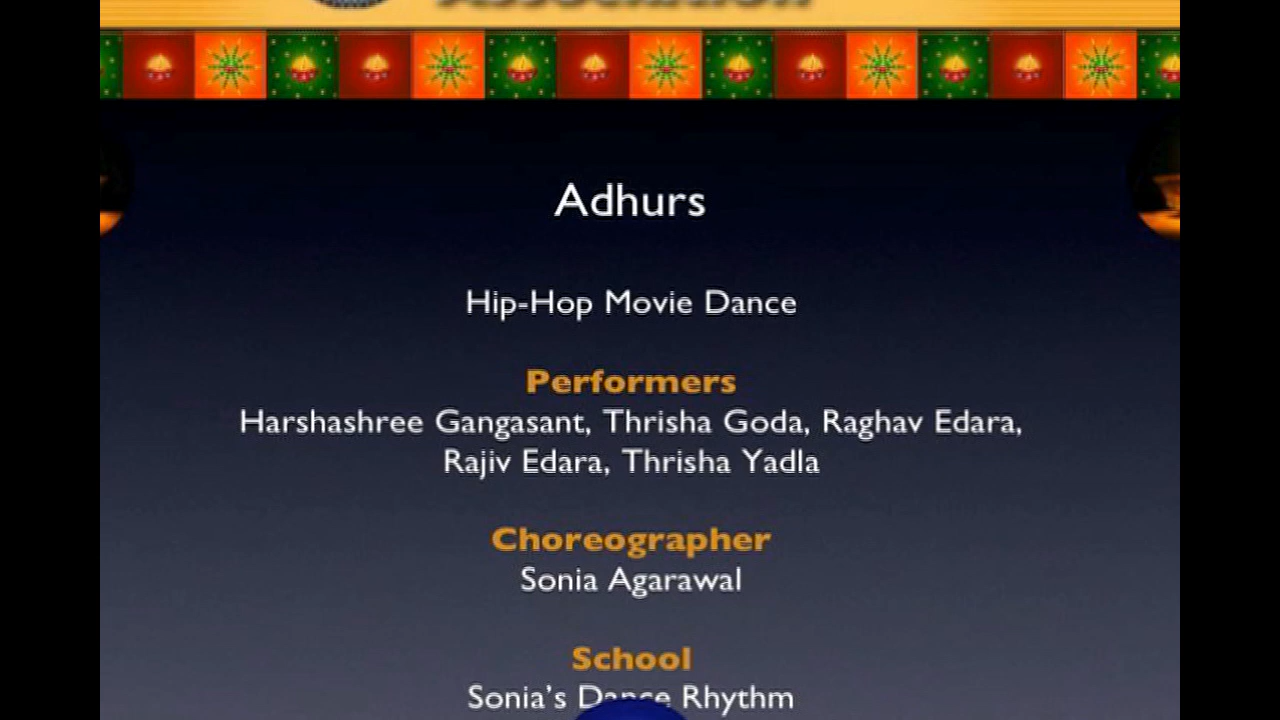 Association
Adhurs
Hip-Hop Movie Dance
Performers
Harshashree Gangasant, Thrisha Goda, Raghav Edara,
Rajiv Edara, Thrisha Yadla
Choreographer
Sonia Agarawal
School
Sonia's Dance Rhythm